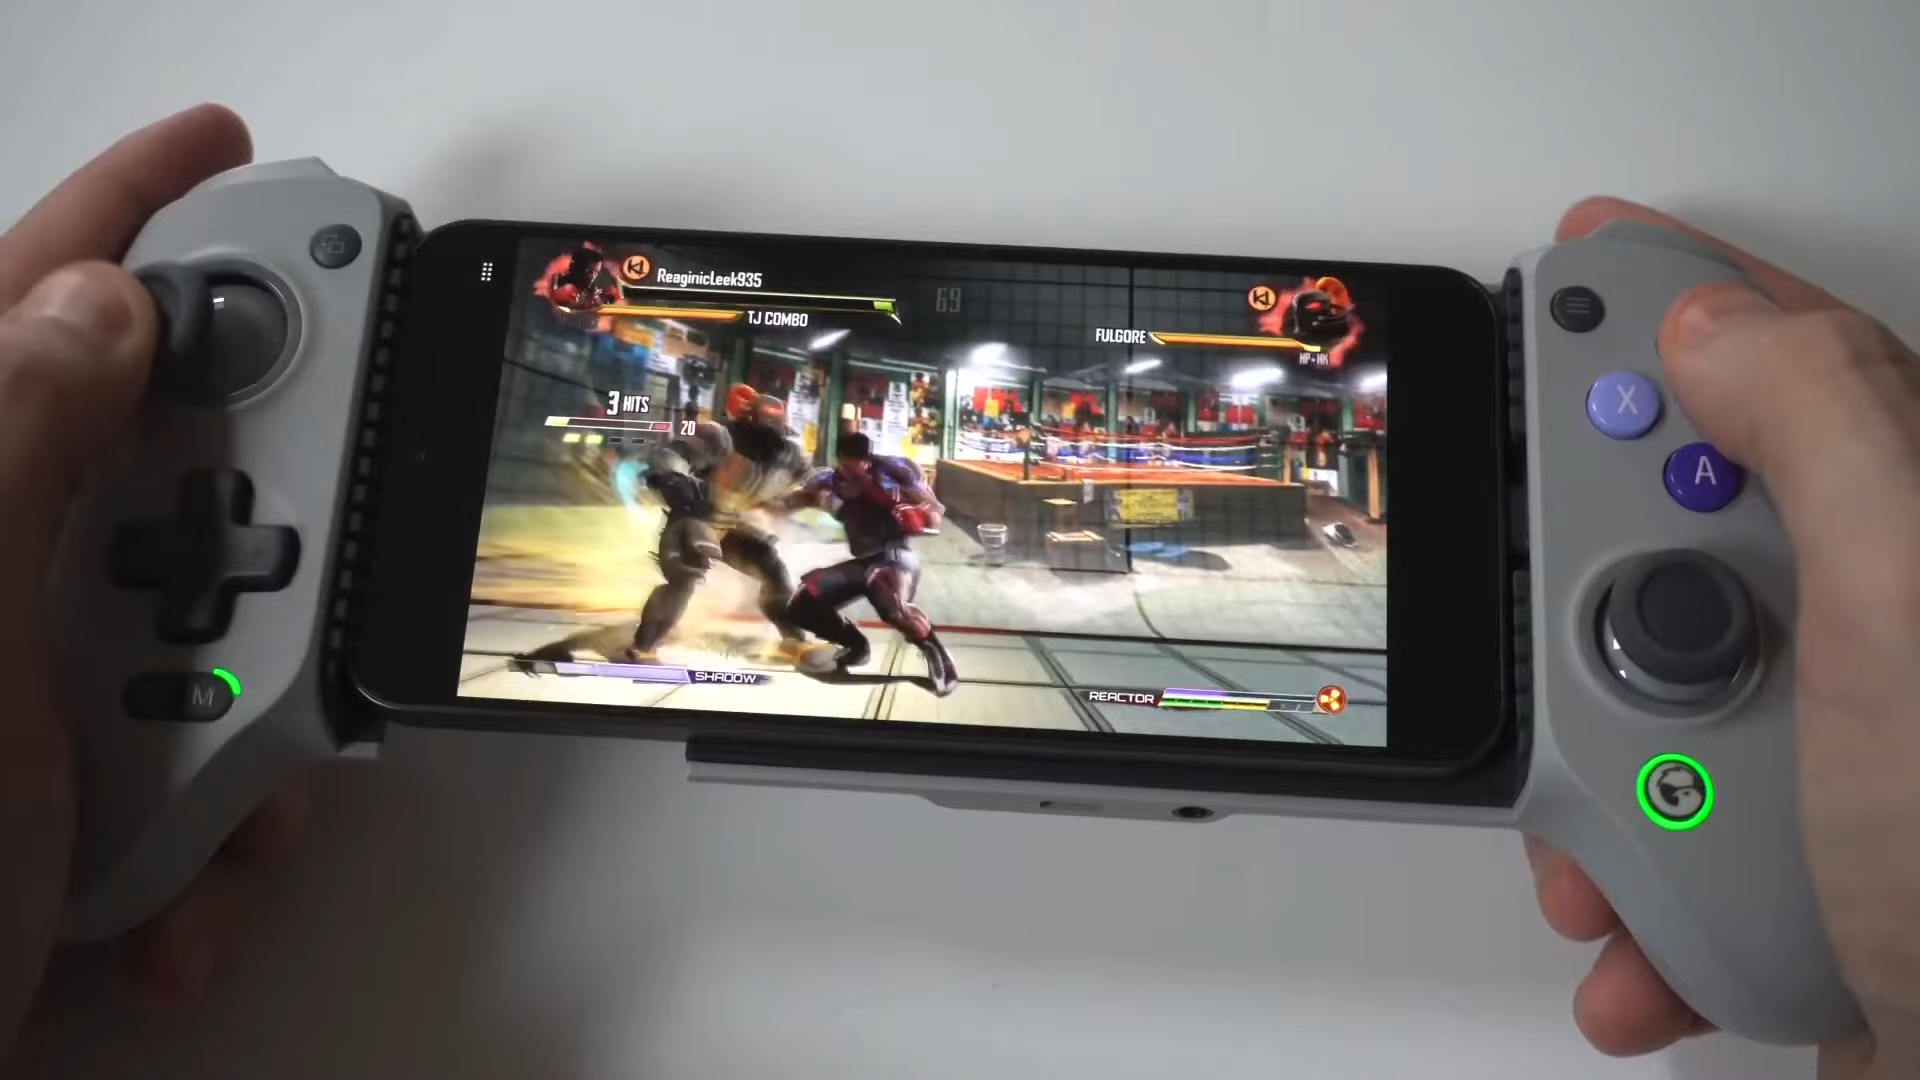 ReaginicLeek935
69
TJ COMBO
FULGORE
HP - HK
3 HITS
20
X
A
M
SHADOW
REACTOR